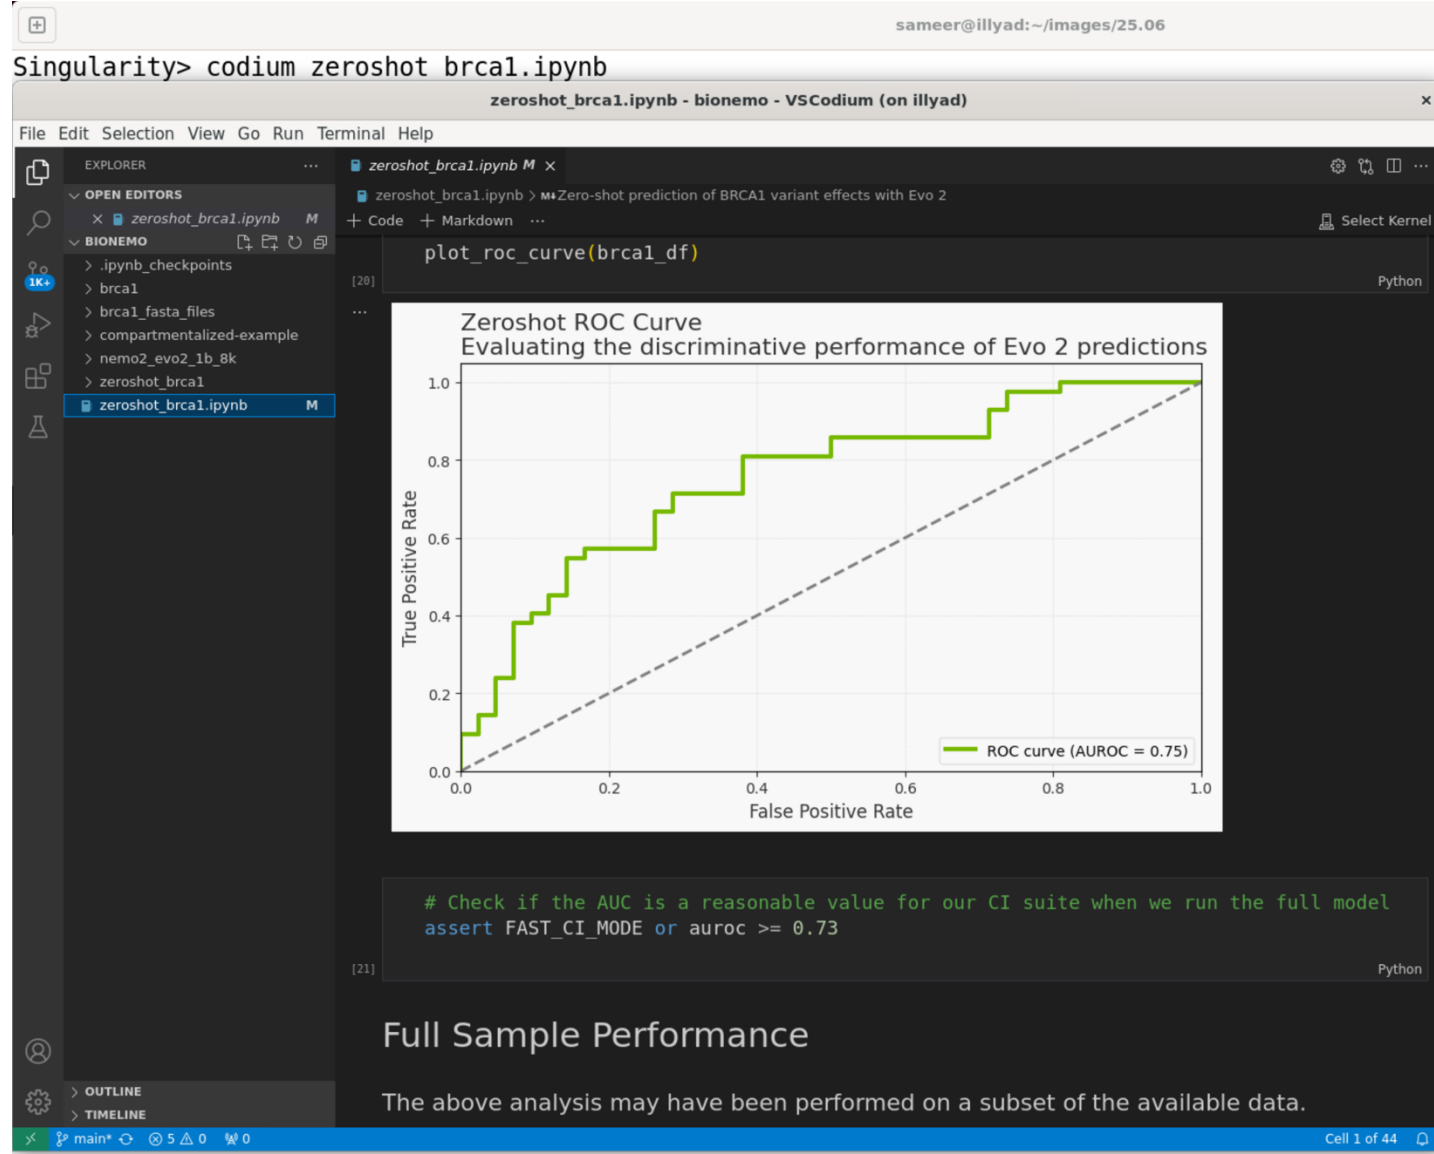 sameer@illyad:~/images/25.06
Singularity> codium zeroshot_brca1.ipynb
zeroshot_brca1.ipynb - bionemo - VSCodium (on illyad)
File Edit Selection View Go Run Terminal Help
EXPLORER
OPEN EDITORS
zeroshot_brca1.ipynb M
BIONEMO
.ipynb_checkpoints
brca1
brca1_fasta_files
compartmentalized-example
nemo2_evo2_1b_8k
zeroshot_brca1
zeroshot_brca1.ipynb M
OUTLINE
TIMELINE
1K+
zeroshot_brca1.ipynb M
zeroshot_brca1.ipynb > M Zero-shot prediction of BRCA1 variant effects with Evo 2
+ Code + Markdown ...
Select Kernel
plot_roc_curve(brca1_df)
[20]
Python
Zeroshot ROC Curve
Evaluating the discriminative performance of Evo 2 predictions
True Positive Rate
1.0
0.8
0.6
0.4
0.2
0.0
ROC curve (AUROC = 0.75)
0.0 0.2 0.4 0.6 0.8 1.0
False Positive Rate
# Check if the AUC is a reasonable value for our CI suite when we run the full model
assert FAST_CI_MODE or auroc >= 0.73
[21]
Python
Full Sample Performance
The above analysis may have been performed on a subset of the available data.
main* 5 0 0
Cell 1 of 44